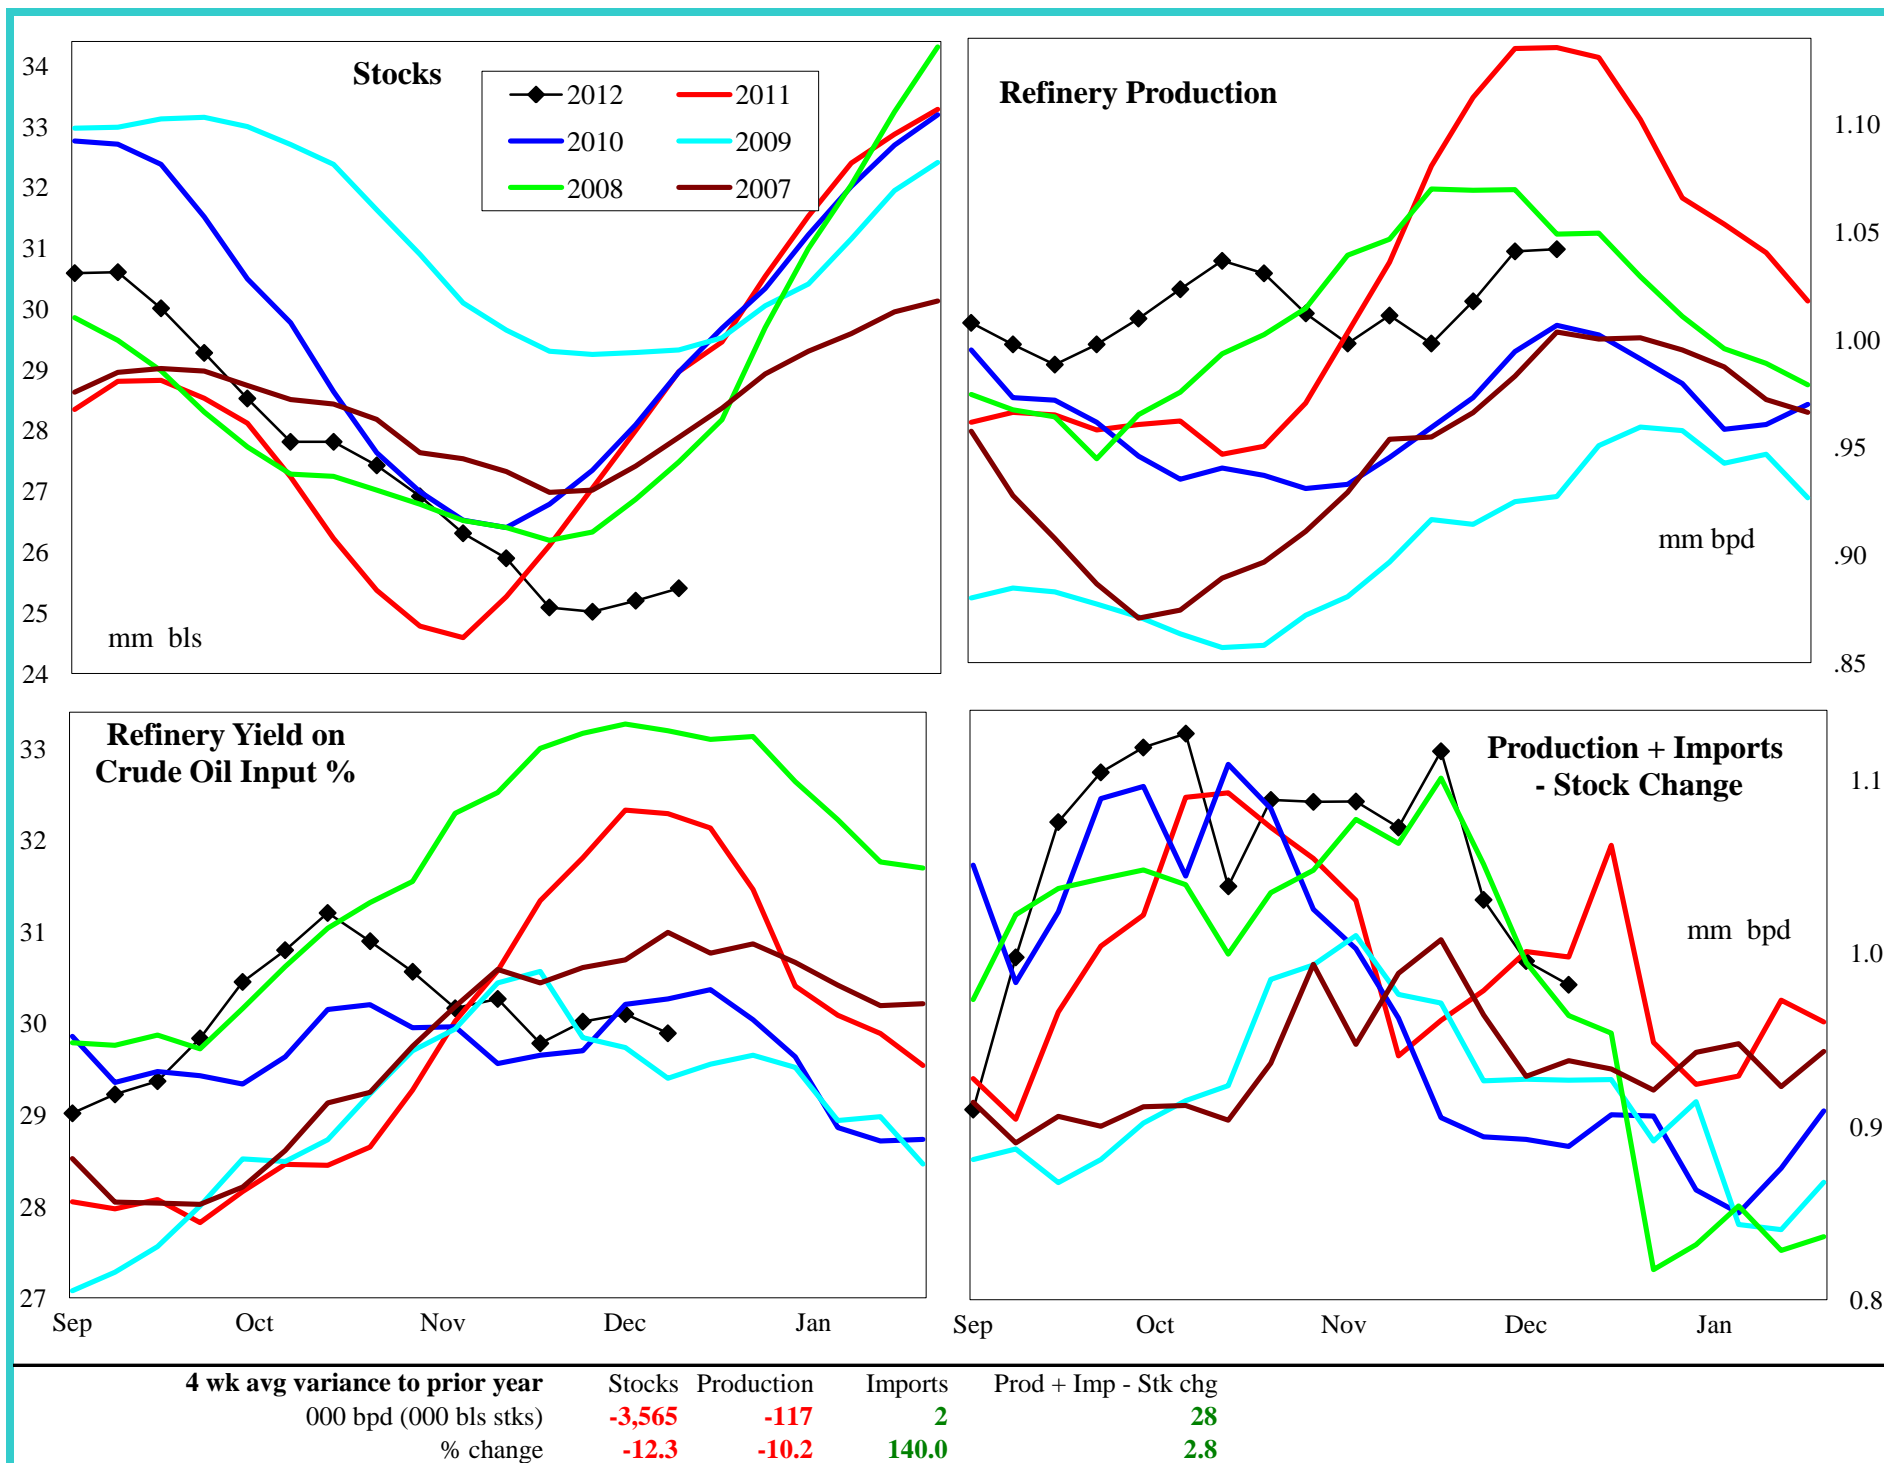 Stocks
2012 2011
2010 2009
2008 2007
34
33
32
31
30
29
28
27
26
25
24
mm bls
Refinery Production
1.10
1.05
1.00
.95
.90
.85
mm bpd
Refinery Yield on
Crude Oil Input %
33
32
31
30
29
28
27
Sep Oct Nov Dec Jan
Production + Imports
- Stock Change
1.1
1.0
0.9
0.8
mm bpd
Sep Oct Nov Dec Jan
4 wk avg variance to prior year Stocks Production Imports Prod + Imp - Stk chg
000 bpd (000 bls stks) -3,565 -117 2 28
% change -12.3 -10.2 140.0 2.8